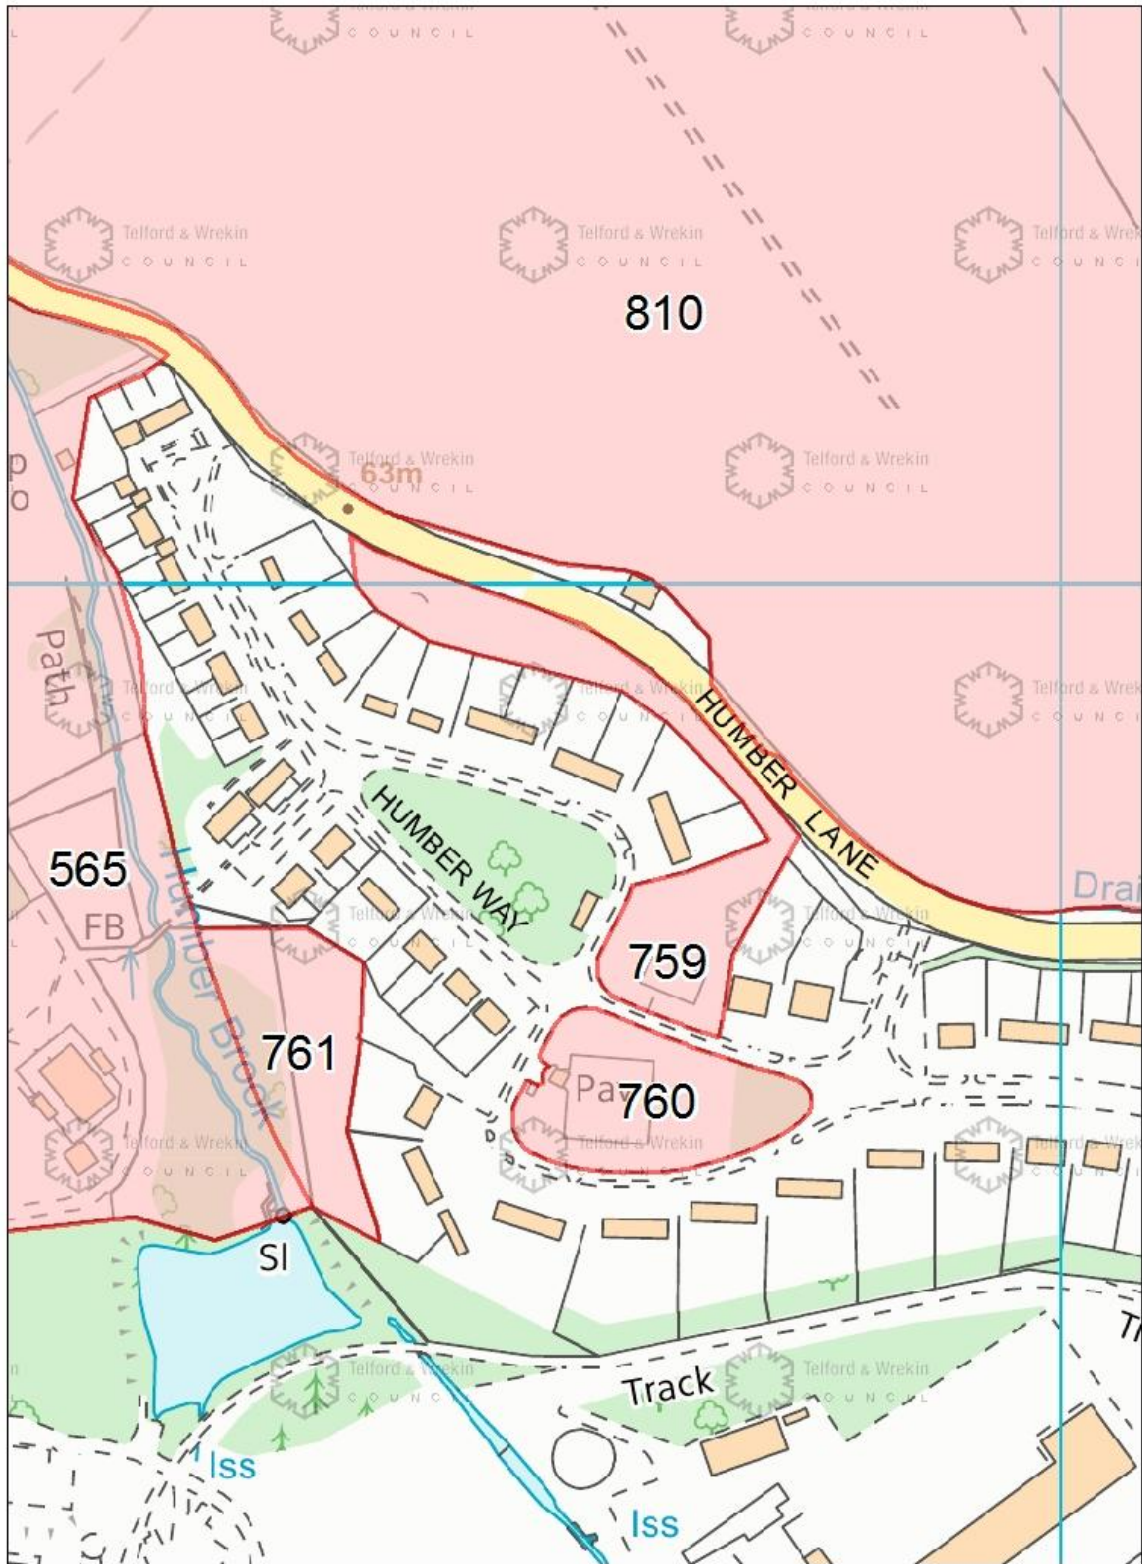 Telford & Wrekin
COUNCIL
810
63m
Path
HUMBER LANE
HUMBER WAY
565
FB
Humber Brook
Drai
759
761
Pav
760
Sl
Track
Iss
Iss